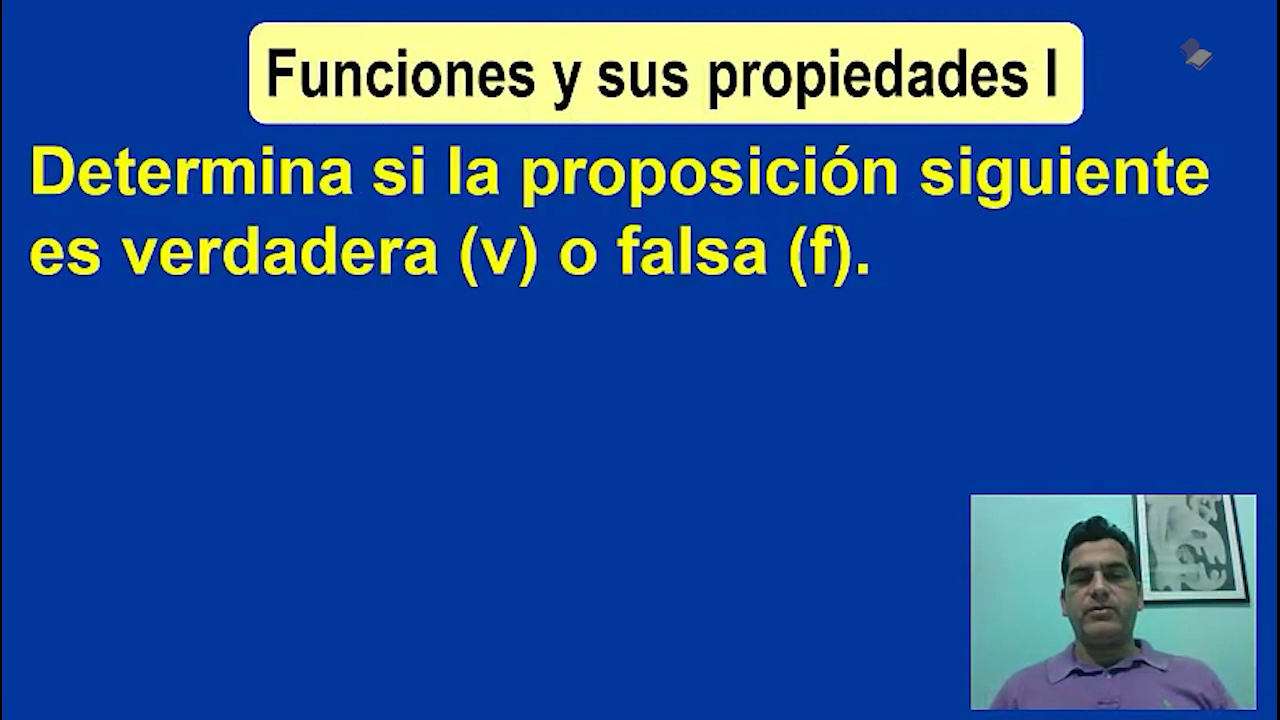 Funciones y sus propiedades I
Determina si la proposición siguiente
es verdadera (v) o falsa (f).